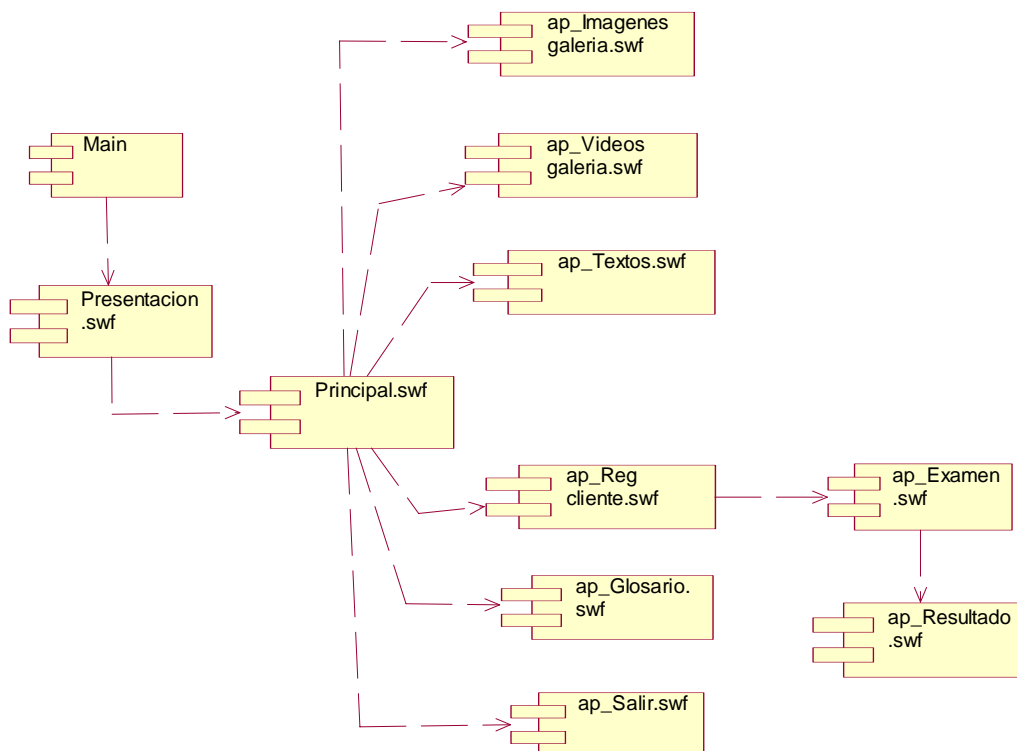 ap_Imagenes
galeria.swf
Main
ap_Videos
galeria.swf
ap_Textos.swf
Presentacion
.swf
Principal.swf
ap_Reg
cliente.swf
ap_Examen
.swf
ap_Glosario.
swf
ap_Resultado
.swf
ap_Salir.swf